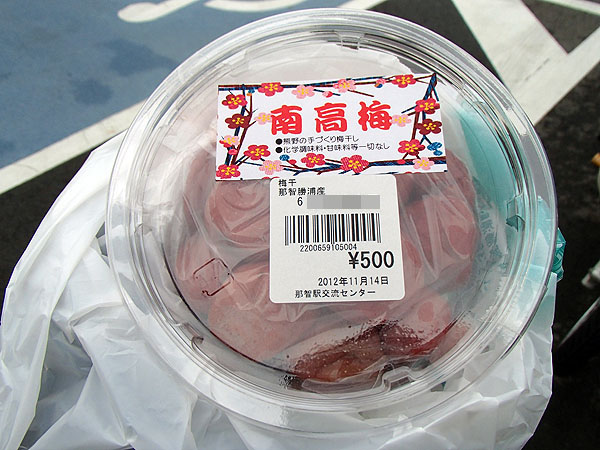 南高梅
●熊野の手づくり梅干し
●化学調味料・甘味料等一切なし
梅干
那智勝浦産
6
2200659105004
¥500
2012年11月14日
那智駅交流センター